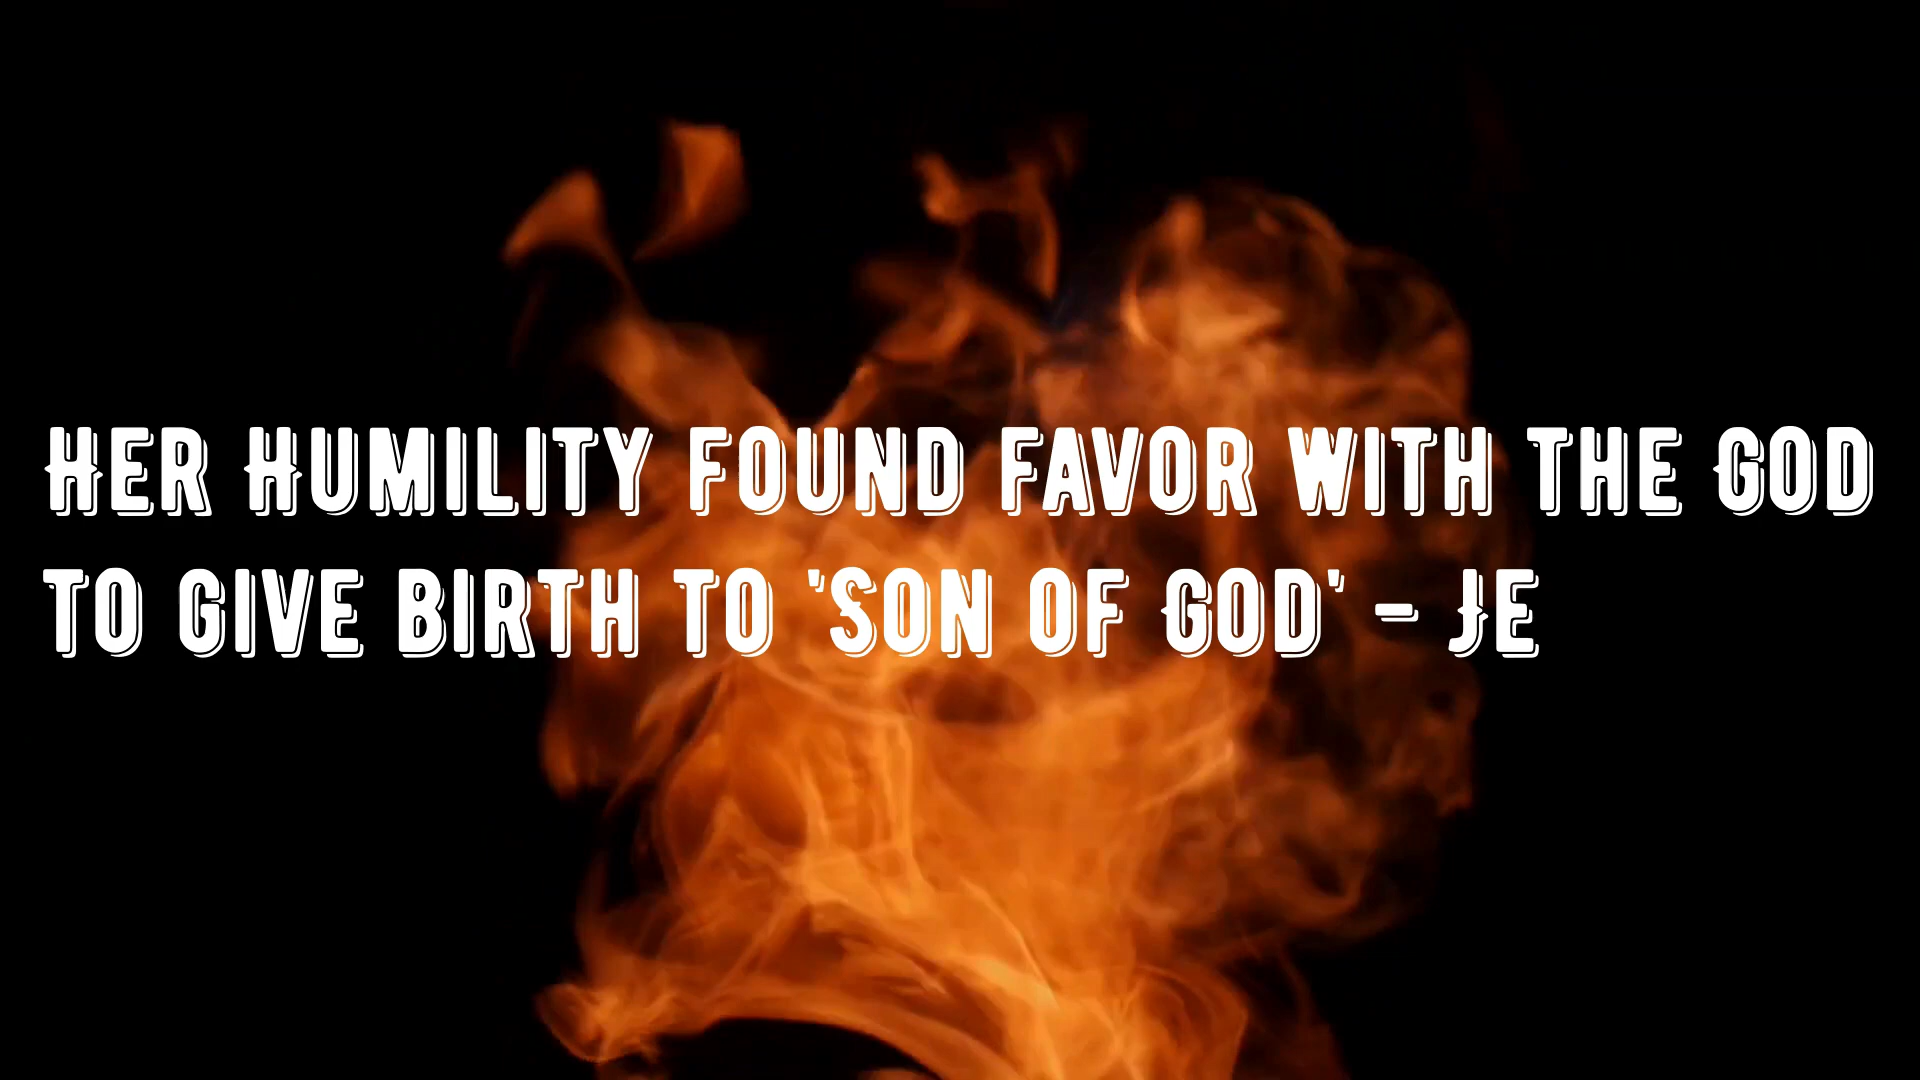 Her Humility found favor with the God
to give birth to 'Son of God' - Je